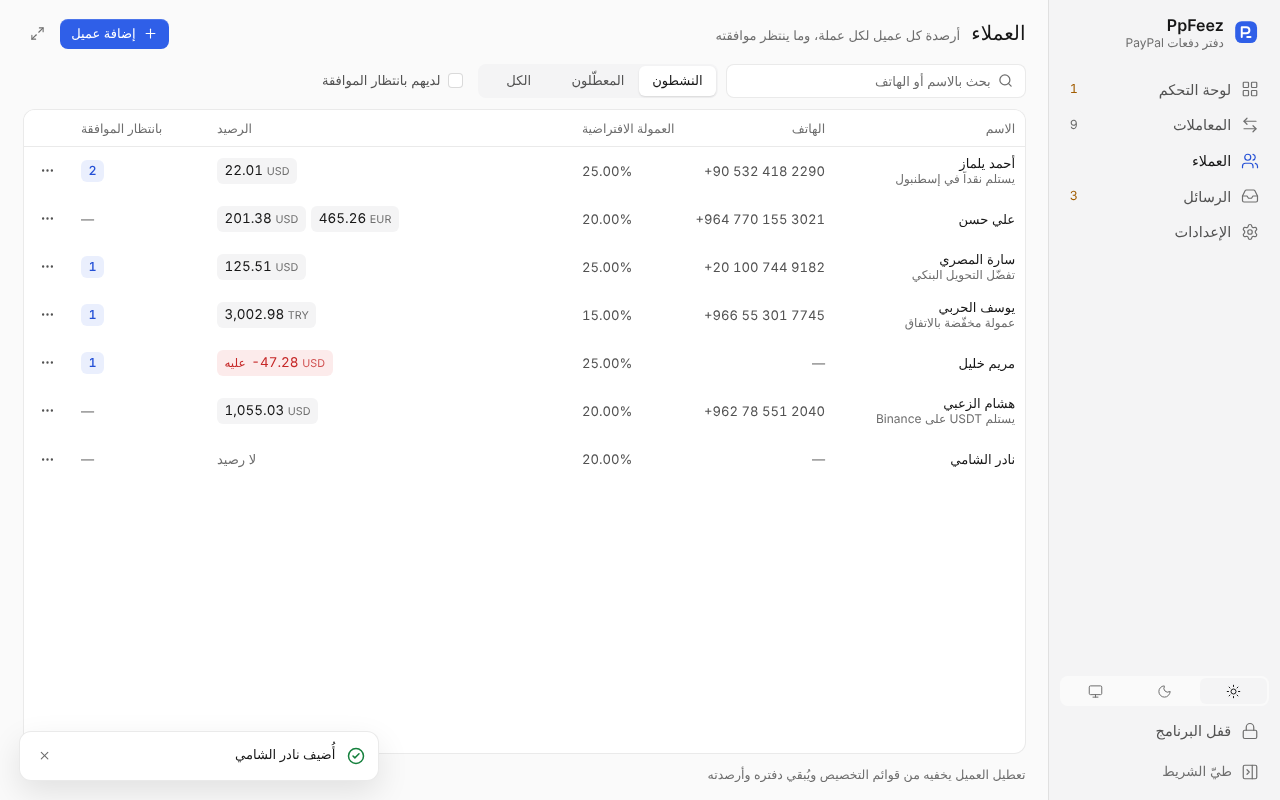 PpFeez
دفتر دفعات PayPal
لوحة التحكم 1
المعاملات 9
العملاء
الرسائل 3
الإعدادات
قفل البرنامج
طيّ الشريط
العملاء أرصدة كل عميل لكل عملة، وما ينتظر موافقته
إضافة عميل
بحث بالاسم أو الهاتف
النشطون المعطّلون الكل
لديهم بانتظار الموافقة
الاسم الهاتف العمولة الافتراضية الرصيد بانتظار الموافقة
أحمد يلماز +90 532 418 2290 25.00% 22.01 USD 2
يستلم نقداً في إسطنبول
علي حسن +964 770 155 3021 20.00% 465.26 EUR 201.38 USD —
سارة المصري +20 100 744 9182 25.00% 125.51 USD 1
تفضّل التحويل البنكي
يوسف الحربي +966 55 301 7745 15.00% 3,002.98 TRY 1
عمولة مخفّضة بالاتفاق
مريم خليل — 25.00% -47.28 USD عليه 1
هشام الزعبي +962 78 551 2040 20.00% 1,055.03 USD —
يستلم USDT على Binance
نادر الشامي — 20.00% لا رصيد —
تعطيل العميل يخفيه من قوائم التخصيص ويُبقي دفتره وأرصدته
أُضيف نادر الشامي